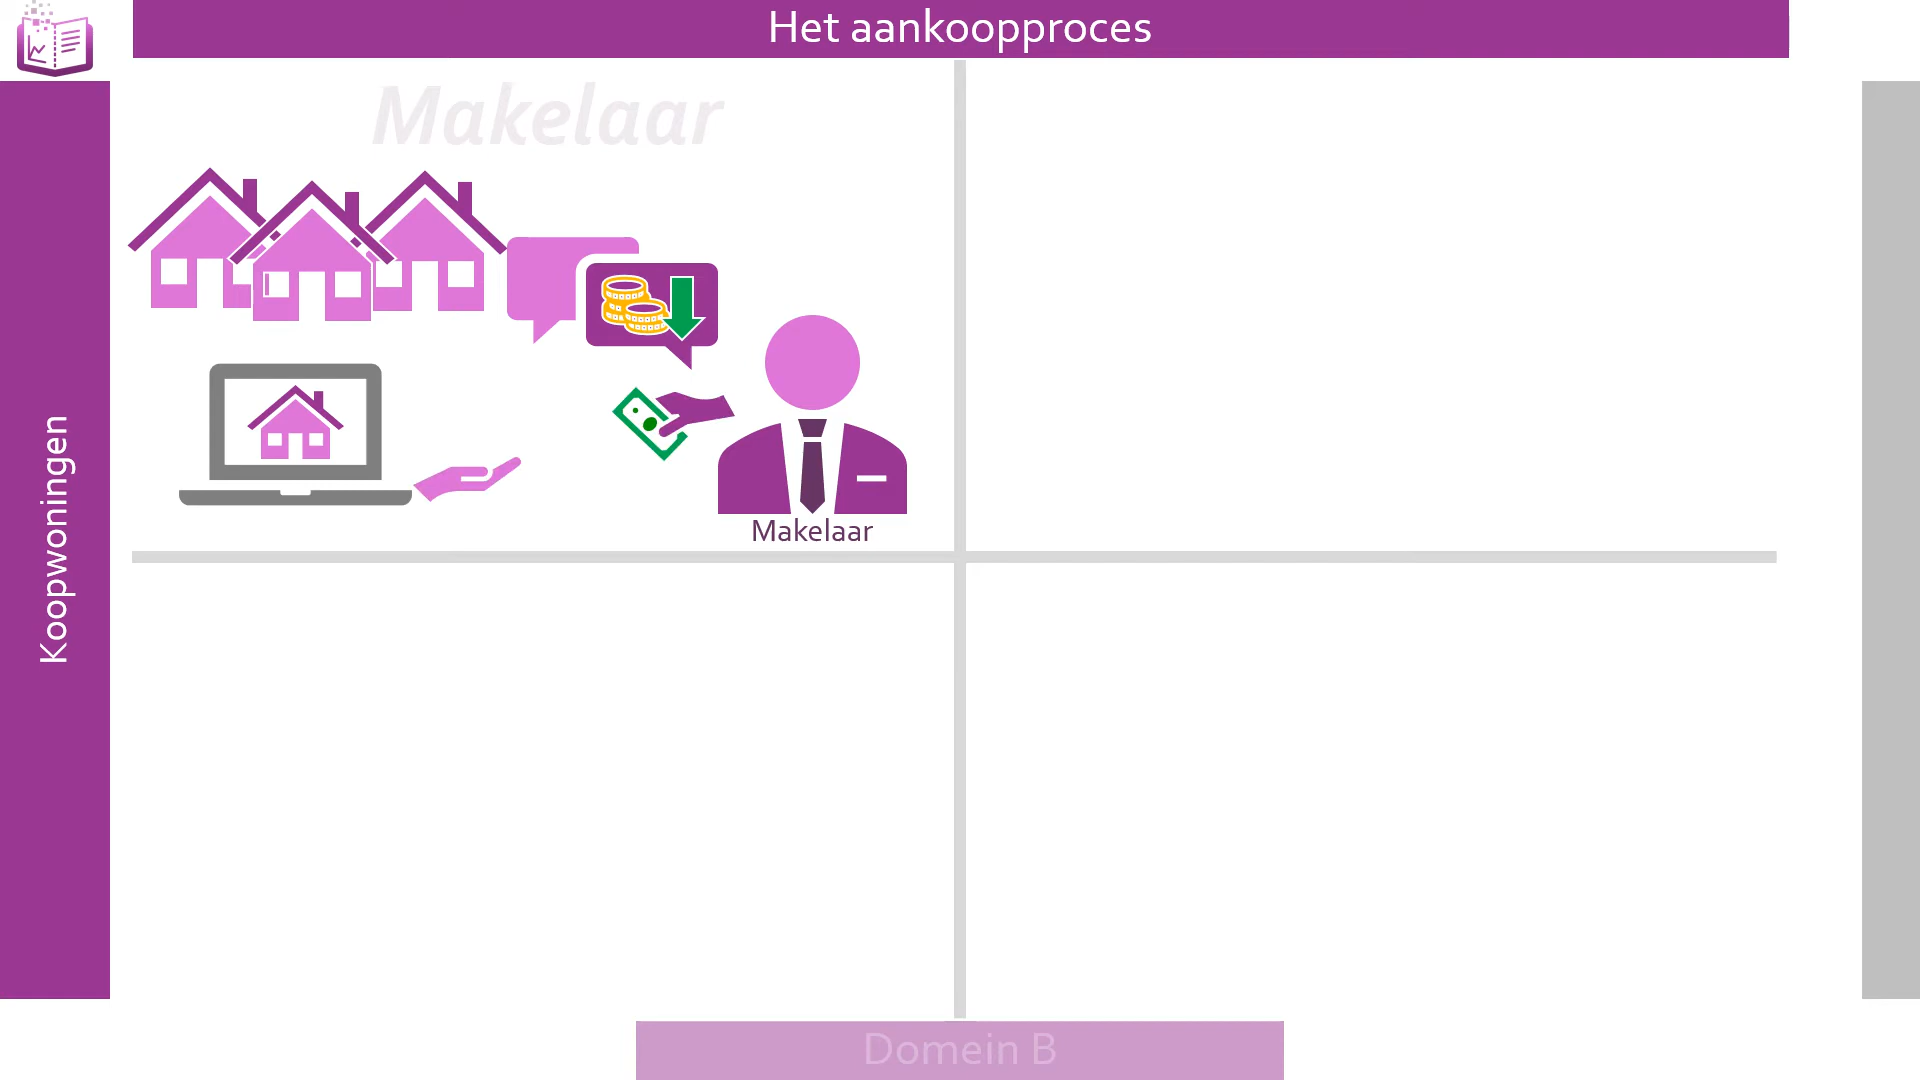 Het aankoopproces
Makelaar
Koopwoningen
Makelaar
Domein B